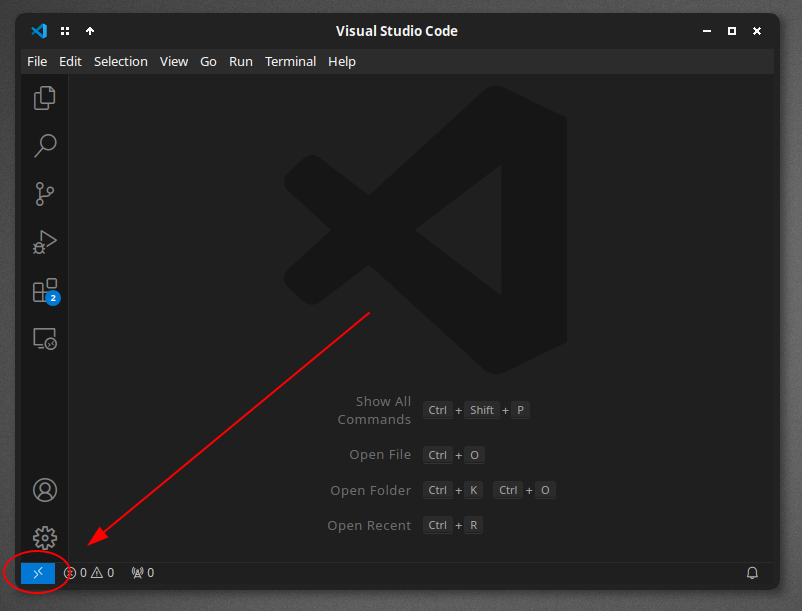 Visual Studio Code
File Edit Selection View Go Run Terminal Help
2
Show All
Commands
Ctrl + Shift + P
Open File Ctrl + O
Open Folder Ctrl + K Ctrl + O
Open Recent Ctrl + R
0 0 0